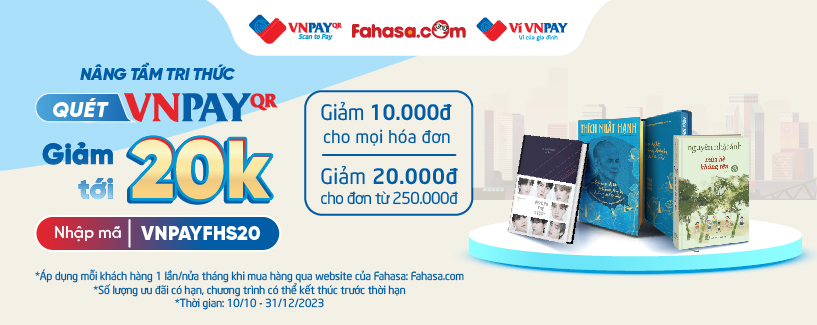 VNPAYQR
Scan to Pay
Fahasa.com
Ví VNPAY
Ví của gia đình
NÂNG TẦM TRI THỨC
QUÉT VNPAYQR
Giảm tới 20k
Nhập mã VNPAYFHS20
Giảm 10.000đ
cho mọi hóa đơn
Giảm 20.000đ
cho đơn từ 250.000đ
THÍCH NHẤT HẠNH
nguyễn nhật ánh
mùa hè
không tên
*Áp dụng mỗi khách hàng 1 lần/nửa tháng khi mua hàng qua website của Fahasa: Fahasa.com
*Số lượng ưu đãi có hạn, chương trình có thể kết thúc trước thời hạn
*Thời gian: 10/10 - 31/12/2023